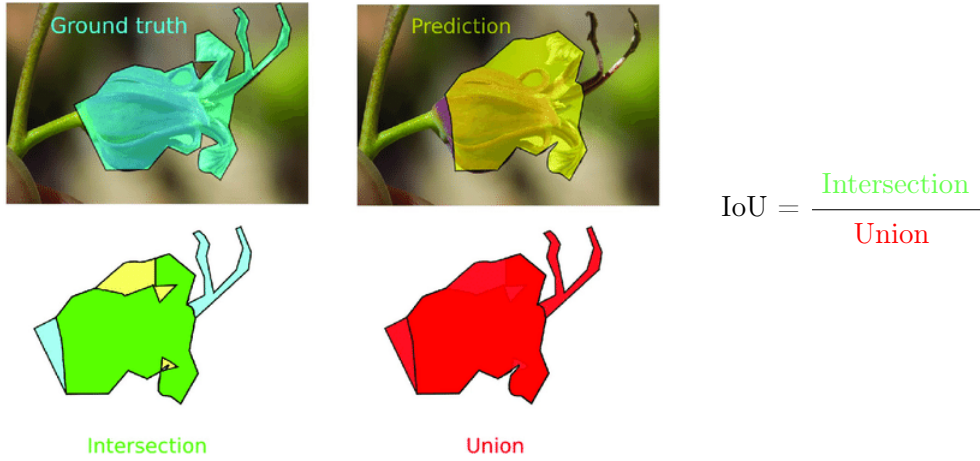 Ground truth
Prediction
IoU = Intersection
Union
Intersection
Union